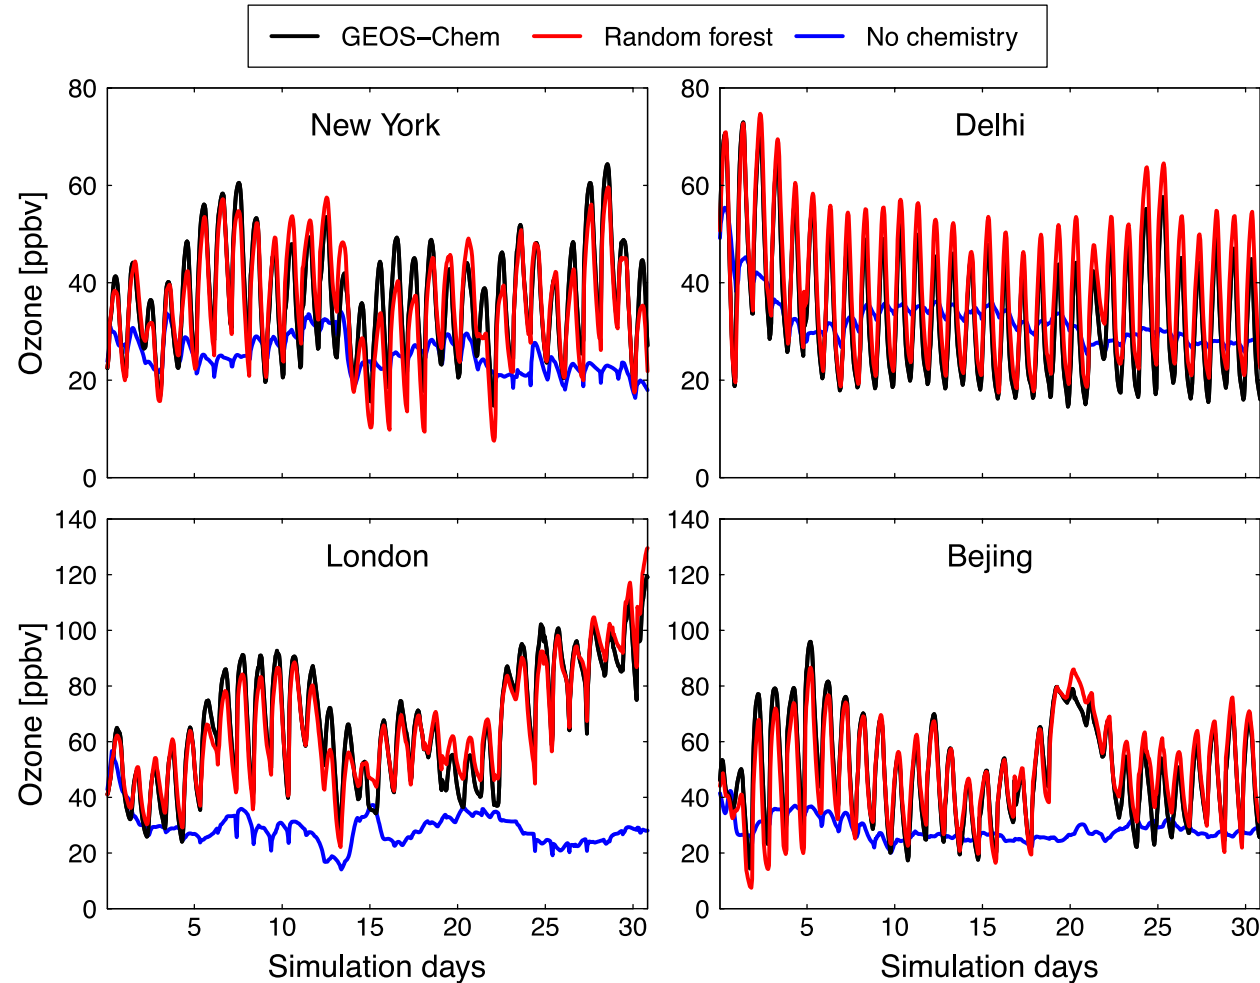 GEOS−Chem Random forest No chemistry
New York
Ozone [ppbv]
80
60
40
20
0
Delhi
80
60
40
20
0
London
Ozone [ppbv]
140
120
100
80
60
40
20
0
5 10 15 20 25 30
Simulation days
Bejing
140
120
100
80
60
40
20
0
5 10 15 20 25 30
Simulation days